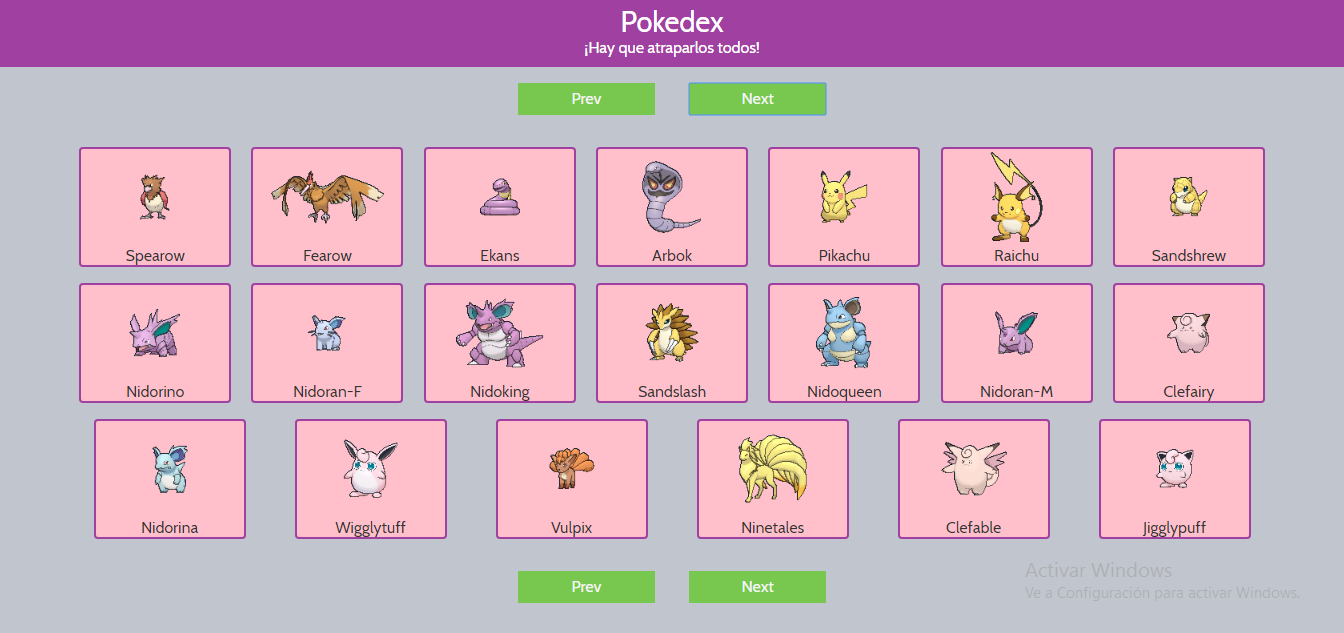 Pokedex
¡Hay que atraparlos todos!
Prev Next
Spearow Fearow Ekans Arbok Pikachu Raichu Sandshrew
Nidorino Nidoran-F Nidoking Sandslash Nidoqueen Nidoran-M Clefairy
Nidorina Wigglytuff Vulpix Ninetales Clefable Jigglypuff
Prev Next
Activar Windows
Ve a Configuración para activar Windows.